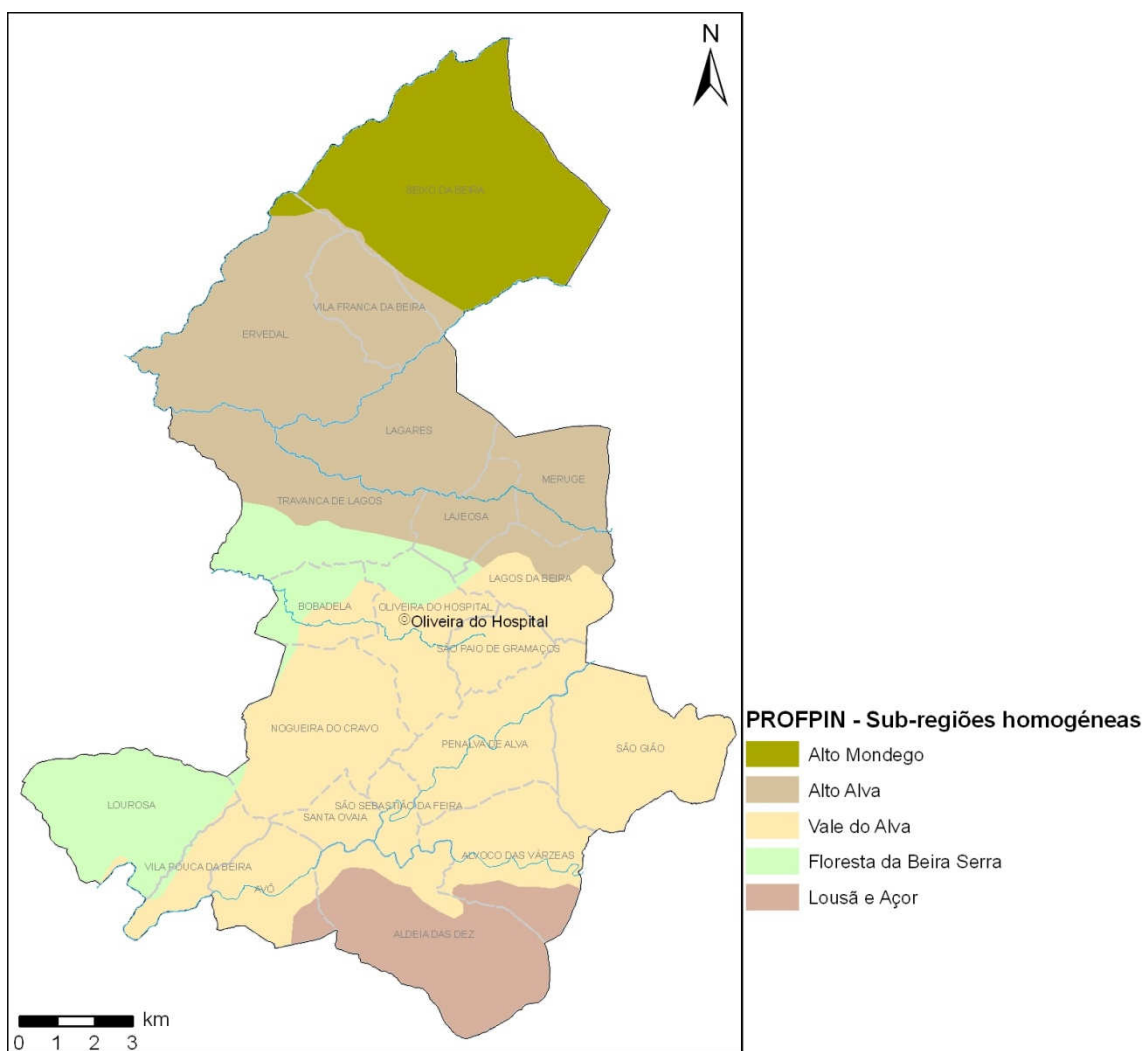 N
BEIXO DA BEIRA
VILA FRANCA DA BEIRA
ERVEDAL
LAGARES
MERUGE
TRAVANCA DE LAGOS
LAJEOSA
LAGOS DA BEIRA
BOBADELA
OLIVEIRA DO HOSPITAL
Oliveira do Hospital
SÃO PAIO DE GRAMAÇOS
NOGUEIRA DO CRAVO
PENALVA DE ALVA
SÃO GIÃO
LOUROSA
SÃO SEBASTIÃO DA FEIRA
SANTA OVAIA
VILA POUCA DA BEIRA
ALVOCO DAS VÁRZEAS
AVÔ
ALDEIA DAS DEZ
km
0 1 2 3
PROFPIN - Sub-regiões homogéneas
Alto Mondego
Alto Alva
Vale do Alva
Floresta da Beira Serra
Lousã e Açor